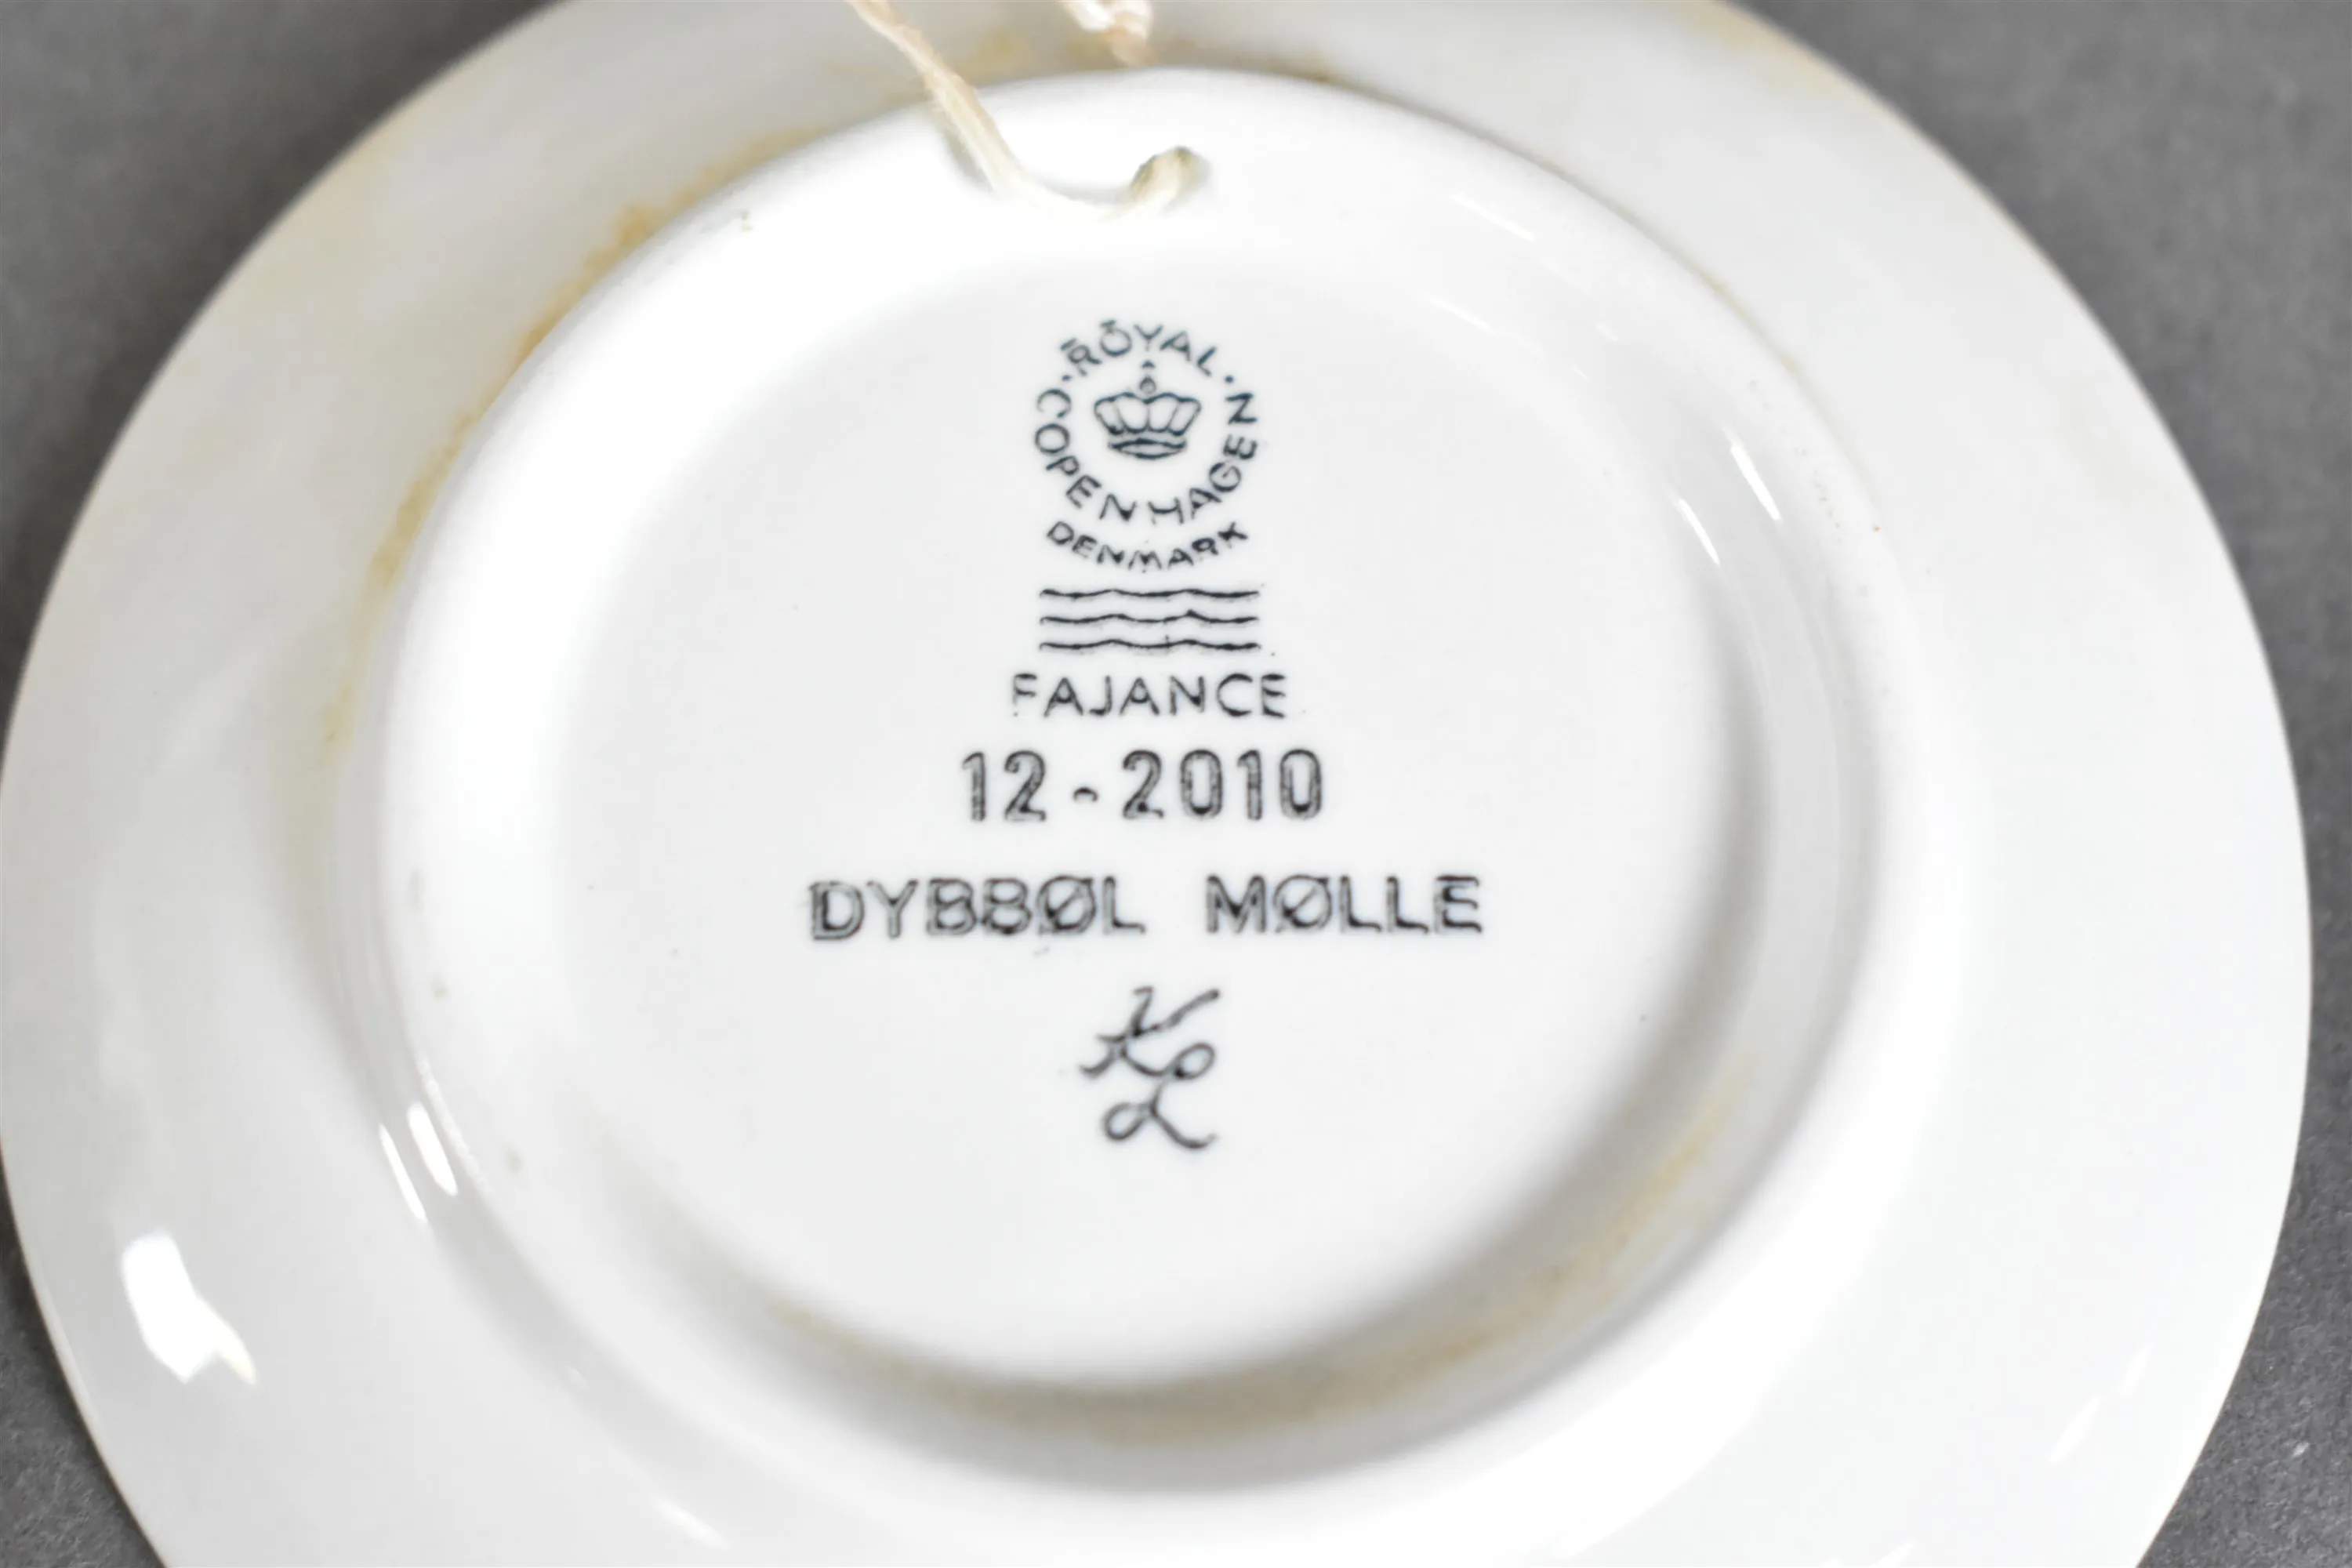 ROYAL · COPENHAGEN ·
DENMARK
FAJANCE
12-2010
DYBBØL MØLLE